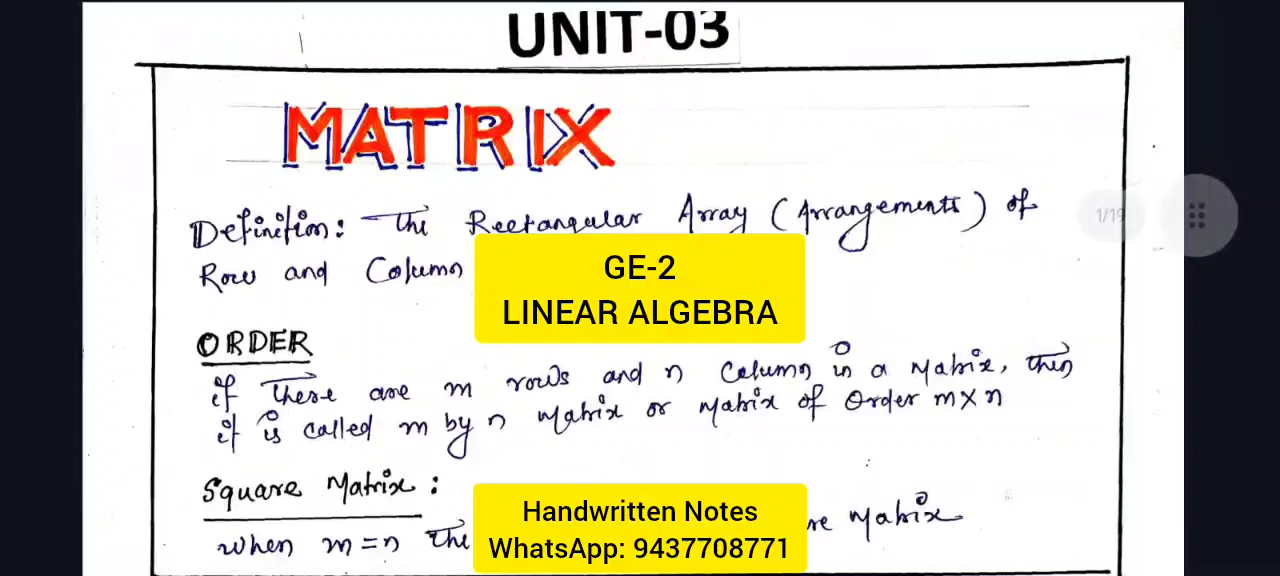 UNIT-03
MATRIX
Definition: The Rectangular Array (Arrangements) of
Row and Column
GE-2
LINEAR ALGEBRA
1/19
ORDER
if There are m rows and n Column in a Matrix, then
it is called m by n Matrix or Matrix of Order m×n
Square Matrix:
when m=n The re Matrix
Handwritten Notes
WhatsApp: 9437708771